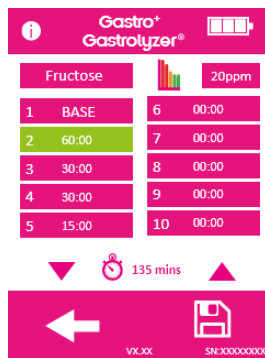 i
Gastro+
Gastrolyzer®
Fructose
20ppm
1 BASE
2 60:00
3 30:00
4 30:00
5 15:00
6 00:00
7 00:00
8 00:00
9 00:00
10 00:00
135 mins
VX.XX
SN:XXXXXXXX